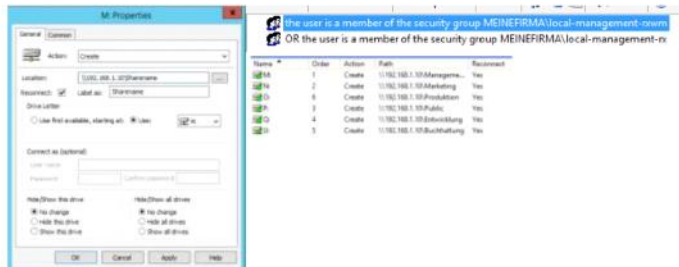 M: Properties
General Common
Action: Create
Location: \\192.168.1.10\Sharename
Reconnect: Label as: Sharename
Drive Letter
Use first available, starting at: Use:
Connect as (optional)
User name:
Password: Confirm password:
Hide/Show this drive Hide/Show all drives
No change No change
Hide this drive Hide all drives
Show this drive Show all drives
OK Cancel Apply Help
the user is a member of the security group MEINEFIRMA\local-management-rxwm
OR the user is a member of the security group MEINEFIRMA\local-management-rx
Name Order Action Path Reconnect
M: 1 Create \\192.168.1.10\Manageme... Yes
N: 2 Create \\192.168.1.10\Marketing Yes
6 Create \\192.168.1.10\Produktion Yes
3 Create \\192.168.1.10\Public Yes
4 Create \\192.168.1.10\Entwicklung Yes
5 Create \\192.168.1.10\Buchhaltung Yes